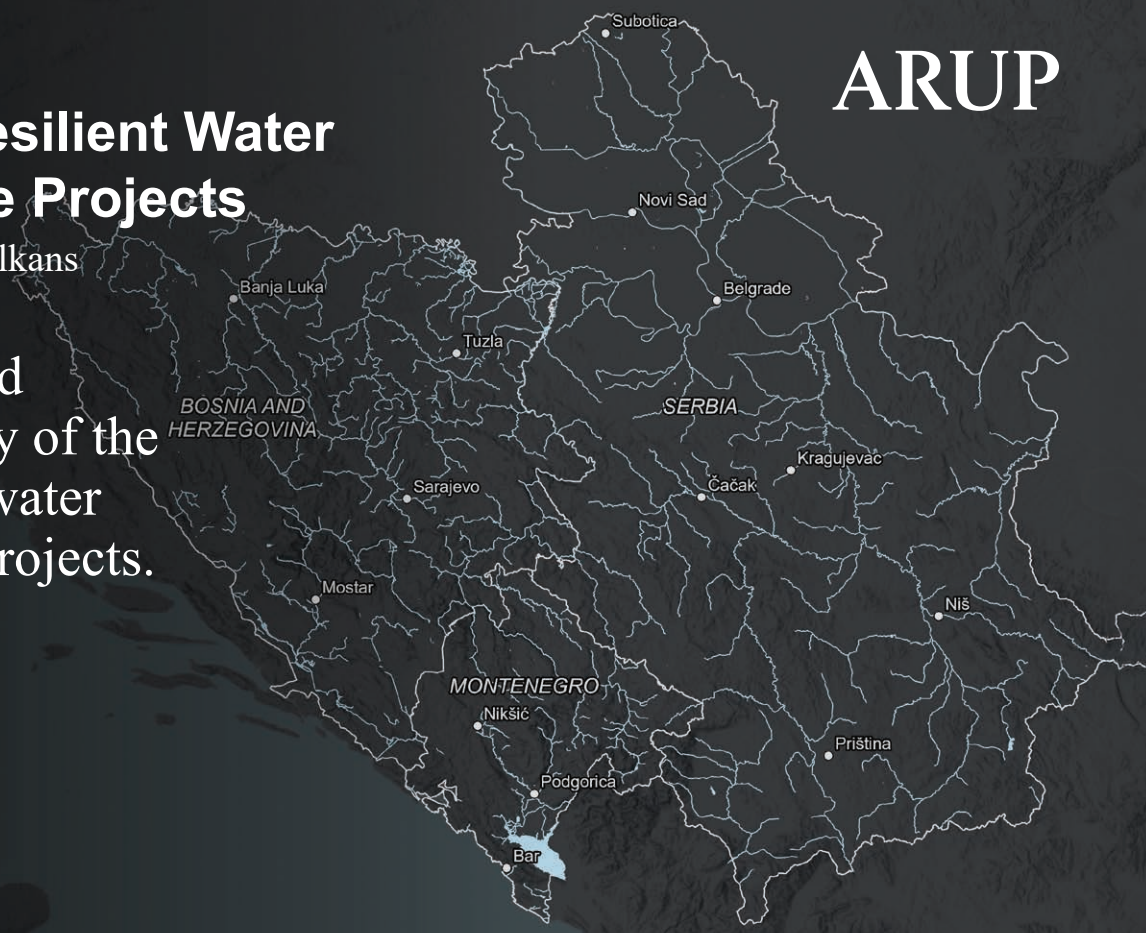 ARUP
esilient Water
e Projects
lkans
d
y of the
water
rojects.
Subotica
Novi Sad
Banja Luka
Belgrade
Tuzla
BOSNIA AND
HERZEGOVINA
SERBIA
Kragujevac
Sarajevo
Čačak
Mostar
Niš
MONTENEGRO
Nikšić
Priština
Podgorica
Bar